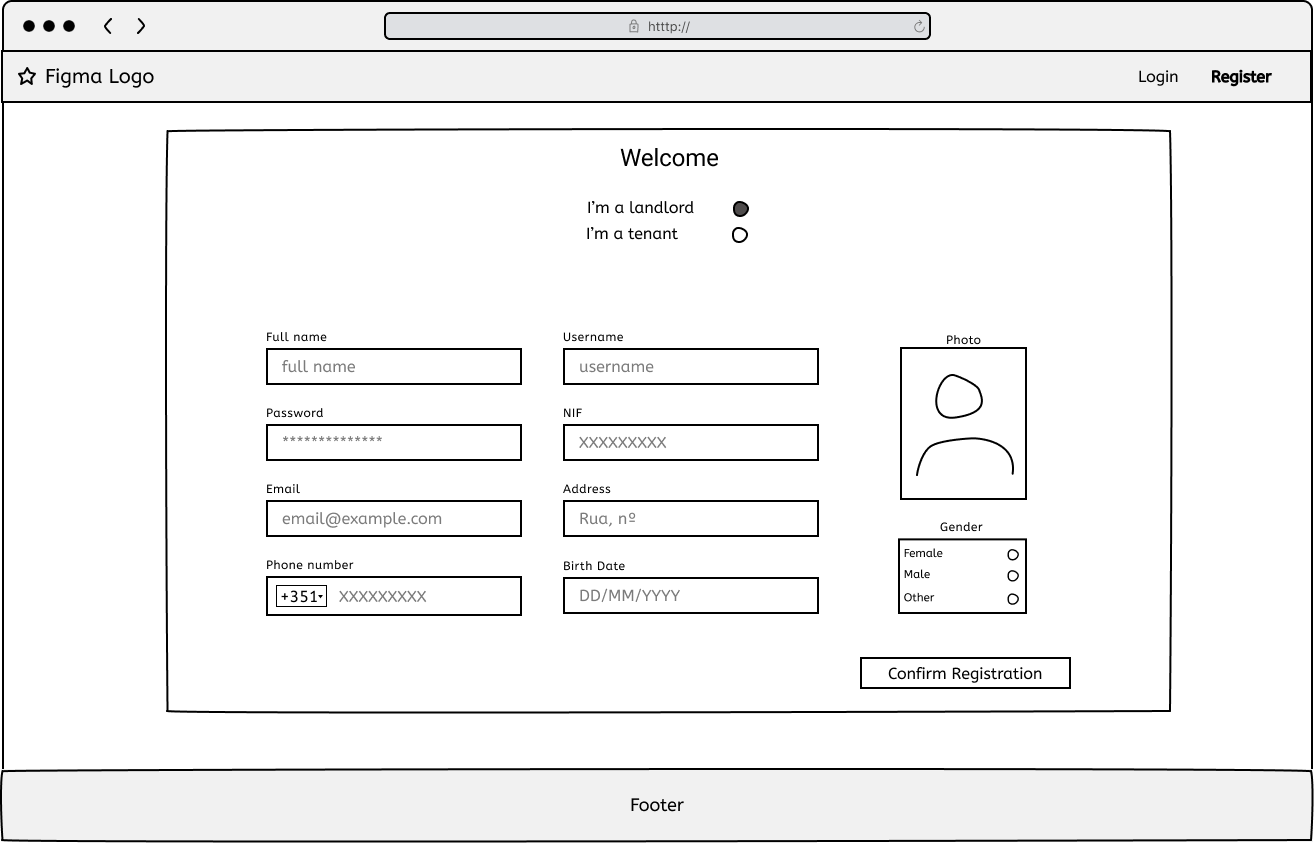 htttp://
Figma Logo
Login
Register
Welcome
I'm a landlord
I'm a tenant
Full name
full name
Username
username
Photo
Password
**************
NIF
XXXXXXXXX
Email
email@example.com
Address
Rua, nº
Gender
Female
Male
Other
Phone number
+351 XXXXXXXXX
Birth Date
DD/MM/YYYY
Confirm Registration
Footer